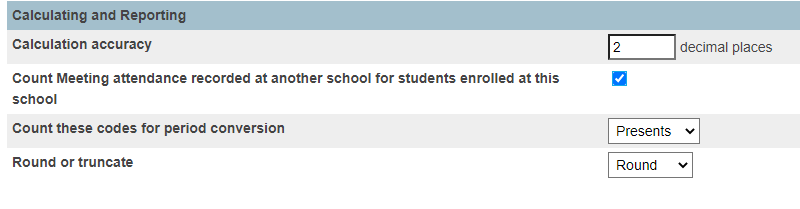 Calculating and Reporting
Calculation accuracy
2 decimal places
Count Meeting attendance recorded at another school for students enrolled at this
school
Count these codes for period conversion
Presents
Round or truncate
Round